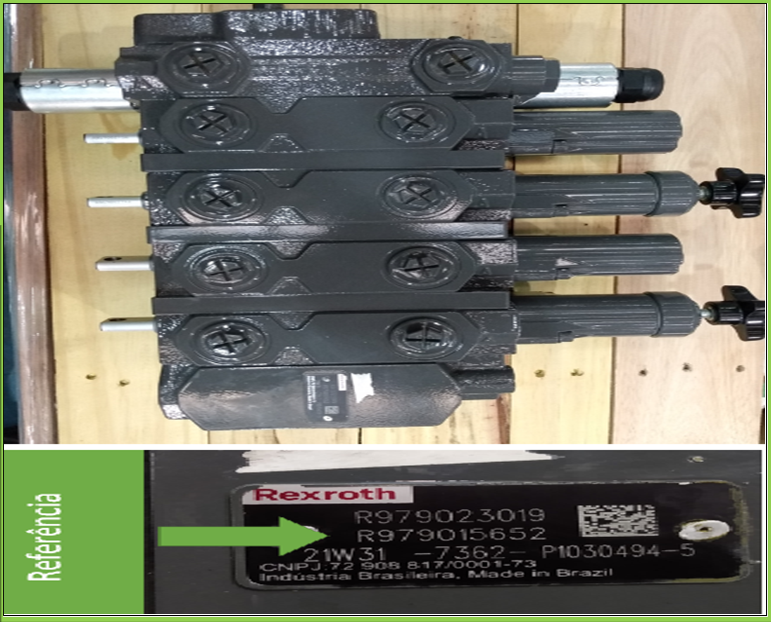 Referência
Rexroth
R979023019
R979015652
21W31 -7362- P1030494-5
CNPJ:72 908 817/0001-73
Indústria Brasileira, Made in Brazil